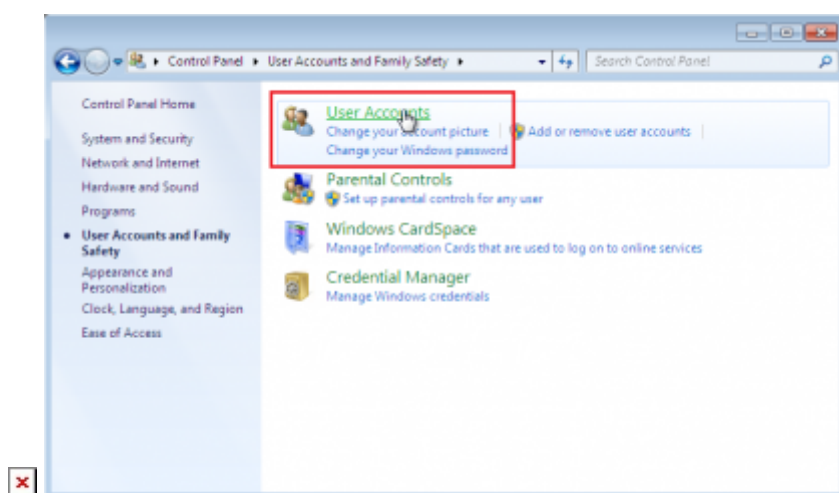 Control Panel ▸ User Accounts and Family Safety ▸
Search Control Panel
Control Panel Home
System and Security
Network and Internet
Hardware and Sound
Programs
User Accounts and Family
Safety
Appearance and
Personalization
Clock, Language, and Region
Ease of Access
User Accounts
Change your account picture
Add or remove user accounts
Change your Windows password
Parental Controls
Set up parental controls for any user
Windows CardSpace
Manage Information Cards that are used to log on to online services
Credential Manager
Manage Windows credentials